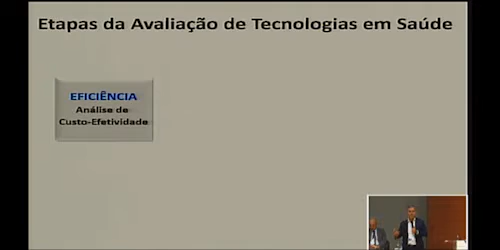 Etapas da Avaliação de Tecnologias em Saúde
EFICIÊNCIA
Análise de
Custo-Efetividade